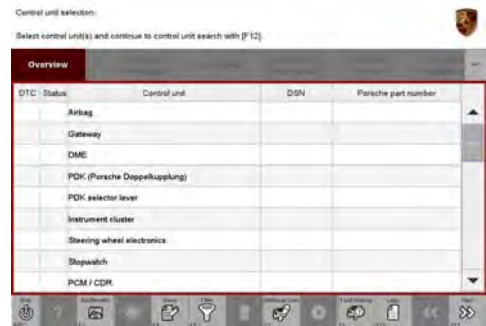 Control unit selection:
Select control unit(s) and continue to control unit search with [F12].
Overview
DTC Status Control unit DSN Porsche part number
Airbag
Gateway
DME
PDK (Porsche Doppelkupplung)
PDK selector lever
Instrument cluster
Steering wheel electronics
Stopwatch
PCM / CDR